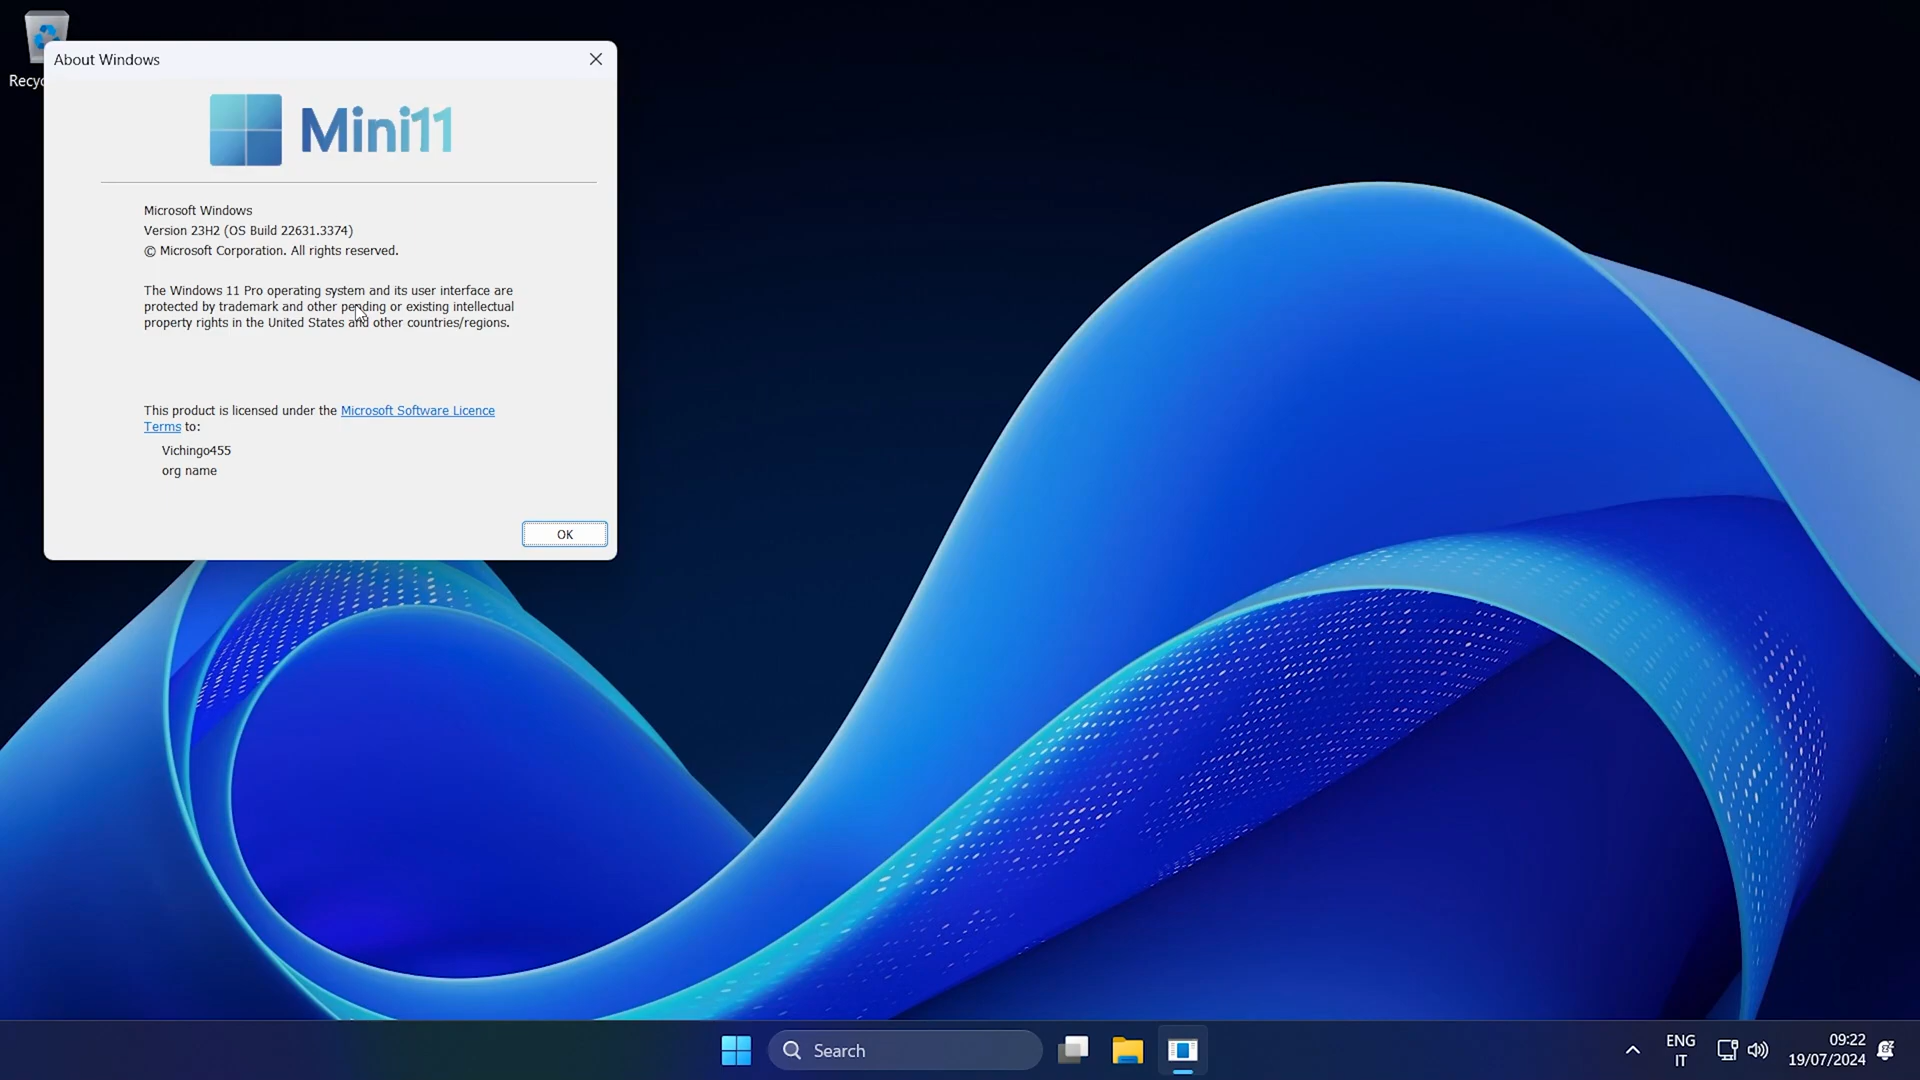 About Windows
Mini11
Microsoft Windows
Version 23H2 (OS Build 22631.3374)
© Microsoft Corporation. All rights reserved.
The Windows 11 Pro operating system and its user interface are
protected by trademark and other pending or existing intellectual
property rights in the United States and other countries/regions.
This product is licensed under the Microsoft Software Licence
Terms to:
Vichingo455
org name
OK
Search
ENG
IT
09:22
19/07/2024